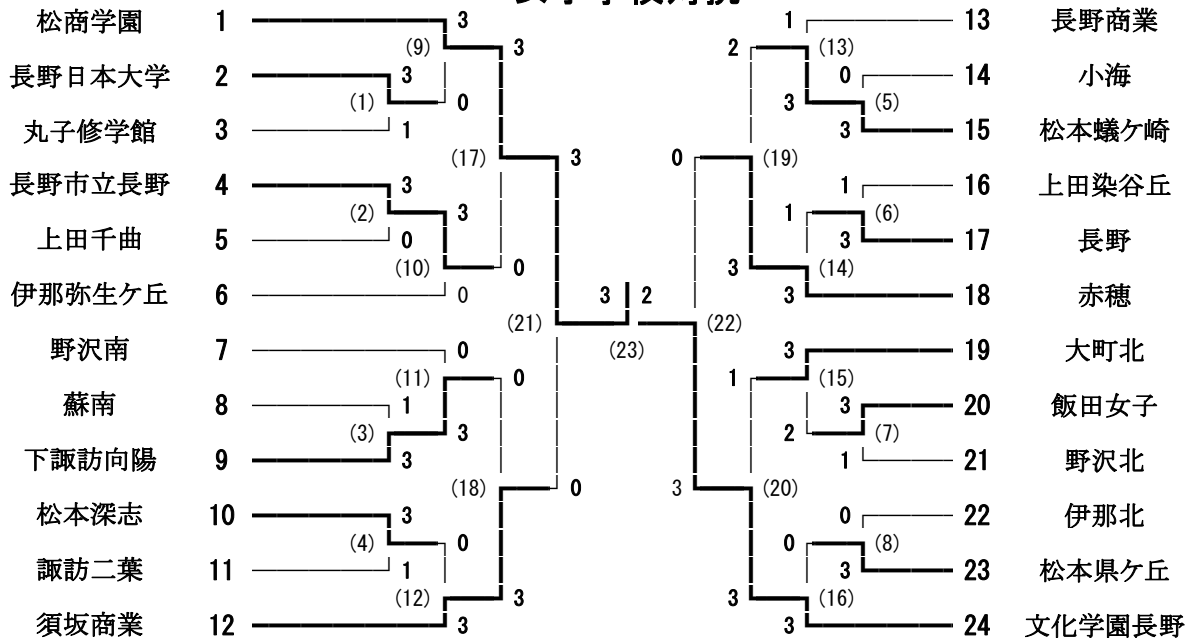 松商学園 1 3 1 13 長野商業
(9) 3 2 (13)
長野日本大学 2 3 0 14 小海
(1) 0 3 (5)
丸子修学館 3 1 3 15 松本蟻ケ崎
(17) 3 0 (19)
長野市立長野 4 3 1 16 上田染谷丘
(2) 3 1 (6)
上田千曲 5 0 3 17 長野
(10) 0 3 (14)
伊那弥生ケ丘 6 0 3 2 3 18 赤穂
(21) (22)
野沢南 7 0 (23) 3 19 大町北
(11) 0 1 (15)
蘇南 8 1 3 20 飯田女子
(3) 3 2 (7)
下諏訪向陽 9 3 1 21 野沢北
(18) 0 3 (20)
松本深志 10 3 0 22 伊那北
(4) 0 0 (8)
諏訪二葉 11 1 3 23 松本県ケ丘
(12) 3 3 (16)
須坂商業 12 3 3 24 文化学園長野